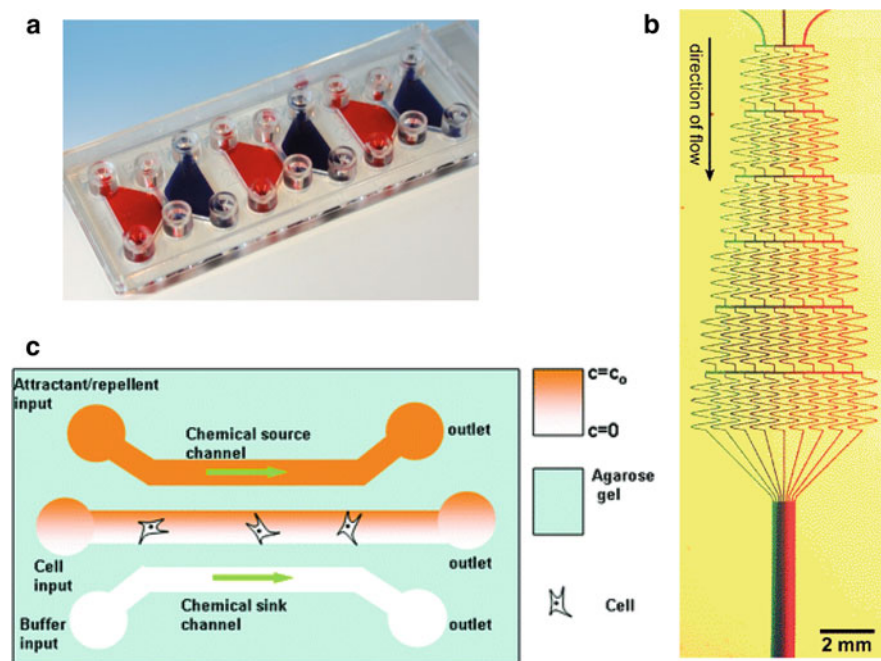 a
b
direction of flow
2 mm
c
Attractant/repellent
input
Chemical source
channel
outlet
Cell
input
outlet
Buffer
input
Chemical sink
channel
outlet
c=cₒ
c=0
Agarose
gel
Cell